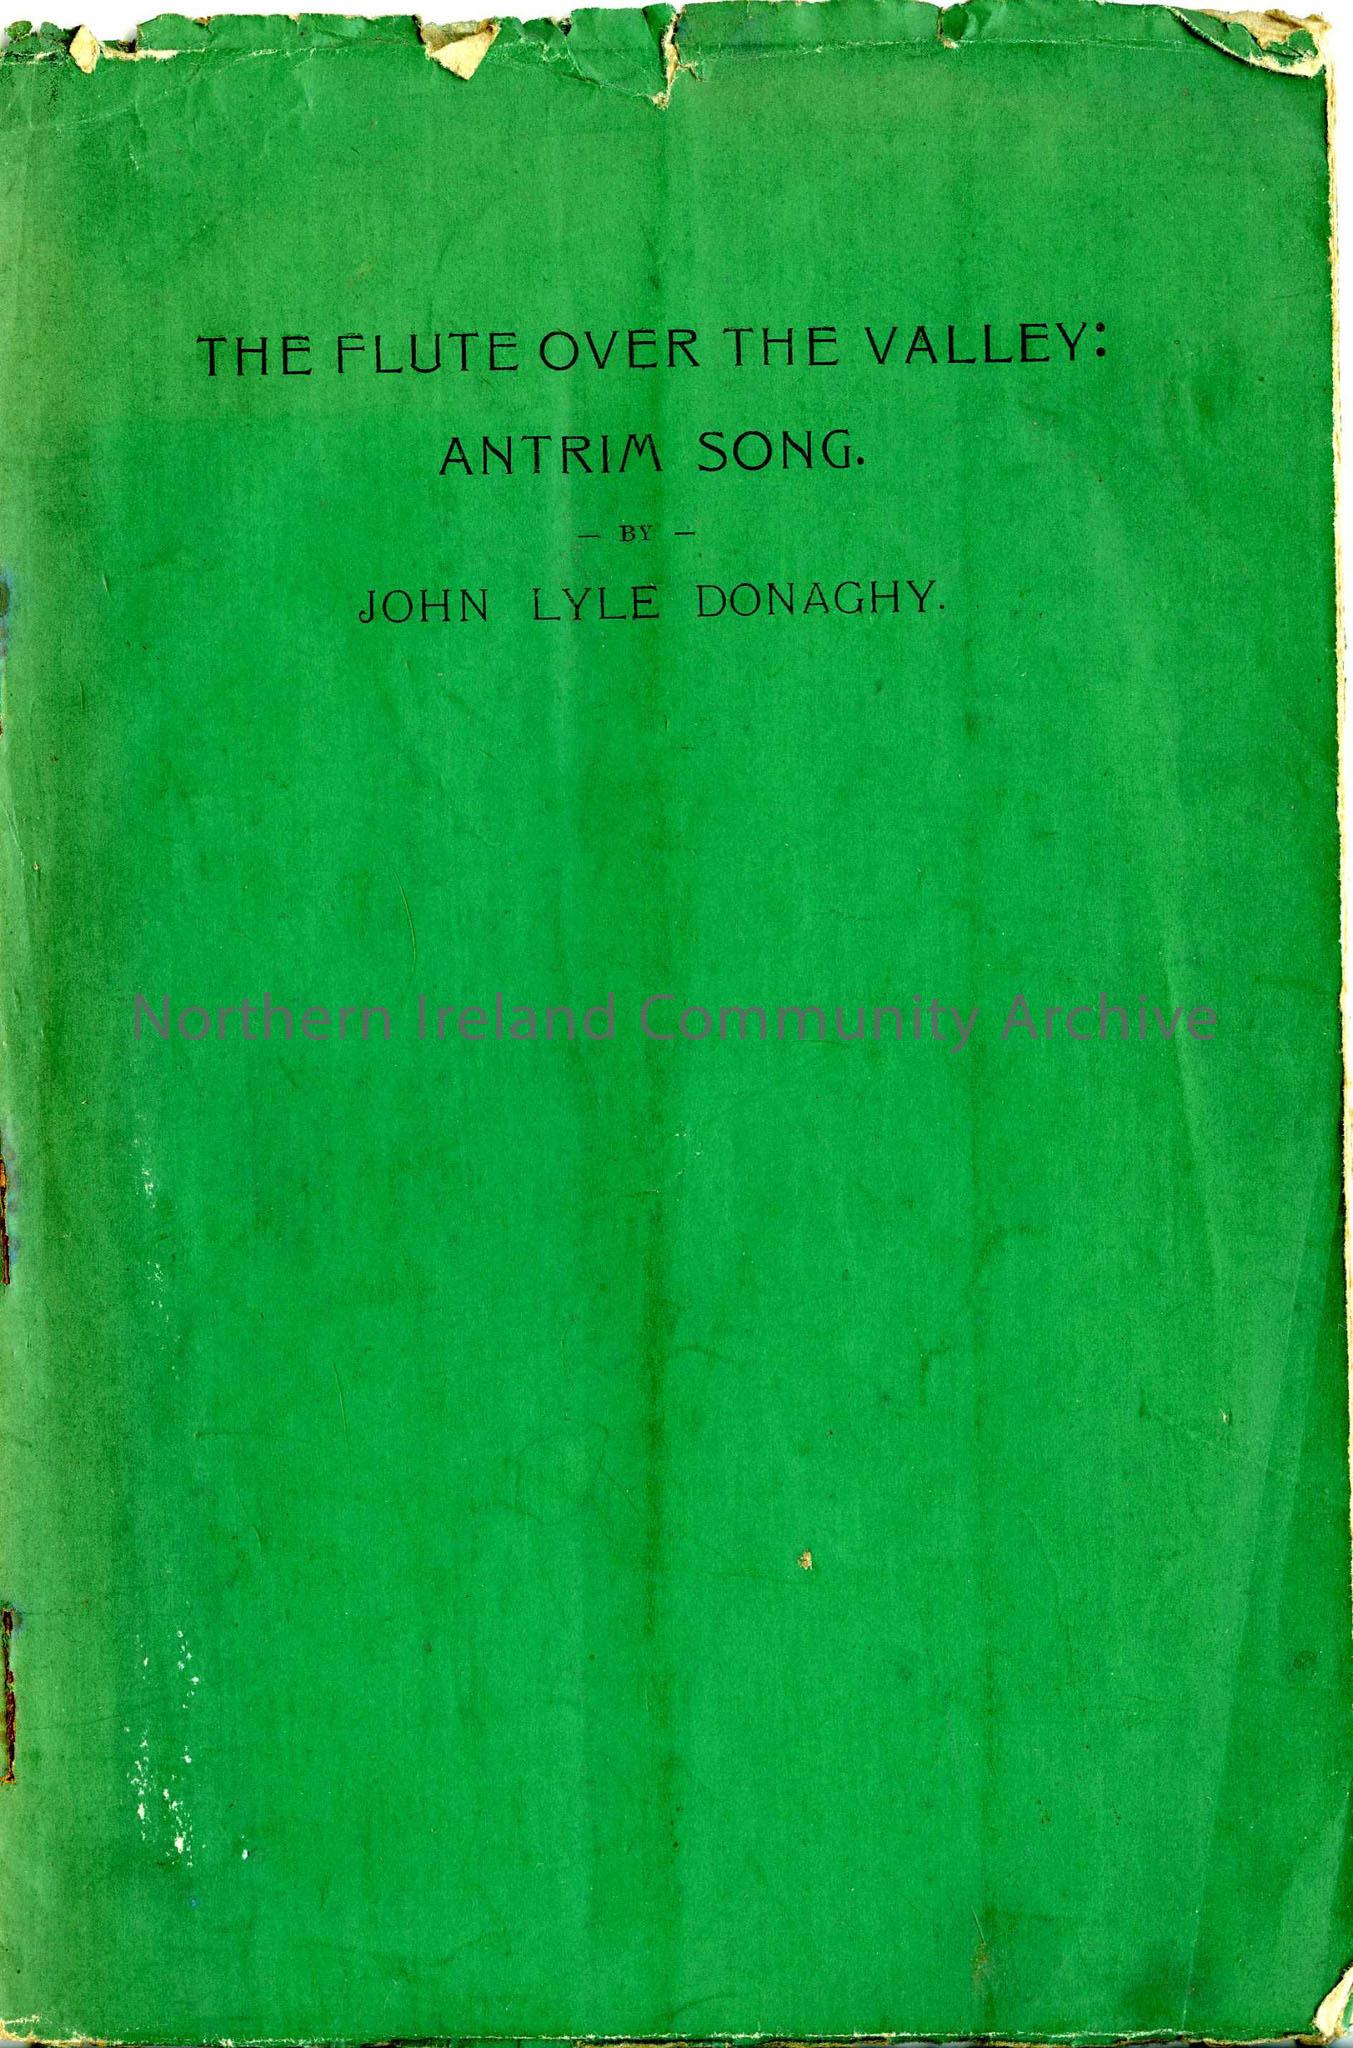 THE FLUTE OVER THE VALLEY:
ANTRIM SONG.
– BY –
JOHN LYLE DONAGHY.
Northern Ireland Community Archive